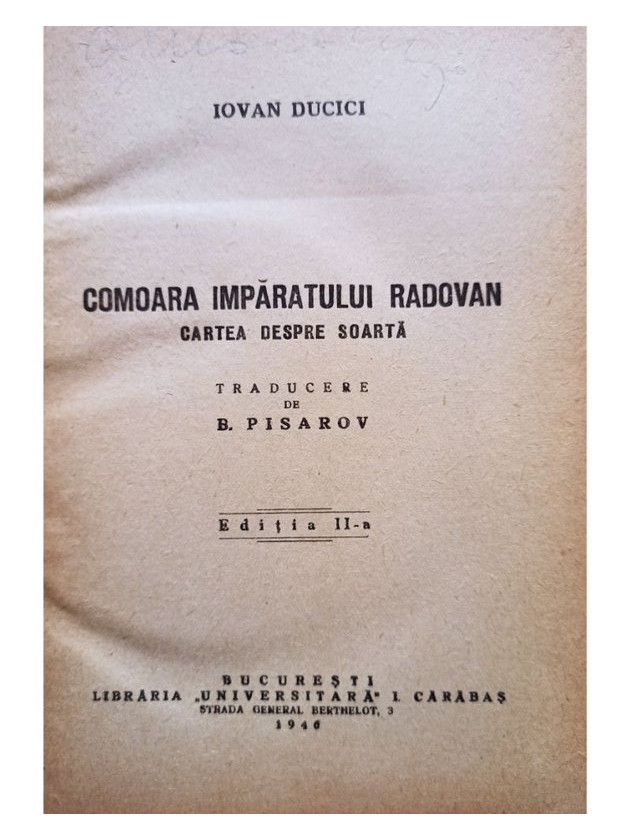 IOVAN DUCICI
COMOARA IMPĂRATULUI RADOVAN
CARTEA DESPRE SOARTĂ
TRADUCERE
DE
B. PISAROV
Ediţia II-a
BUCUREŞTI
LIBRARIA „UNIVERSITARĂ" I. CARABAŞ
STRADA GENERAL BERTHELOT, 3
1946